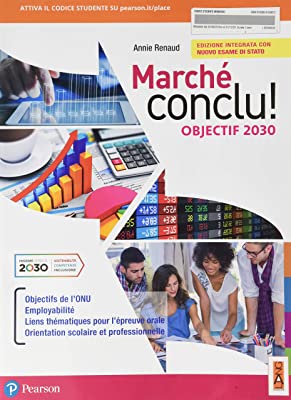 ATTIVA IL CODICE STUDENTE SU pearson.it/place
Annie Renaud
EDIZIONE INTEGRATA CON
NUOVO ESAME DI STATO
Marché
conclu!
OBJECTIF 2030
2030
Objectifs de l'ONU
Employabilité
Liens thématiques pour l'épreuve orale
Orientation scolaire et professionnelle
Pearson
LANG